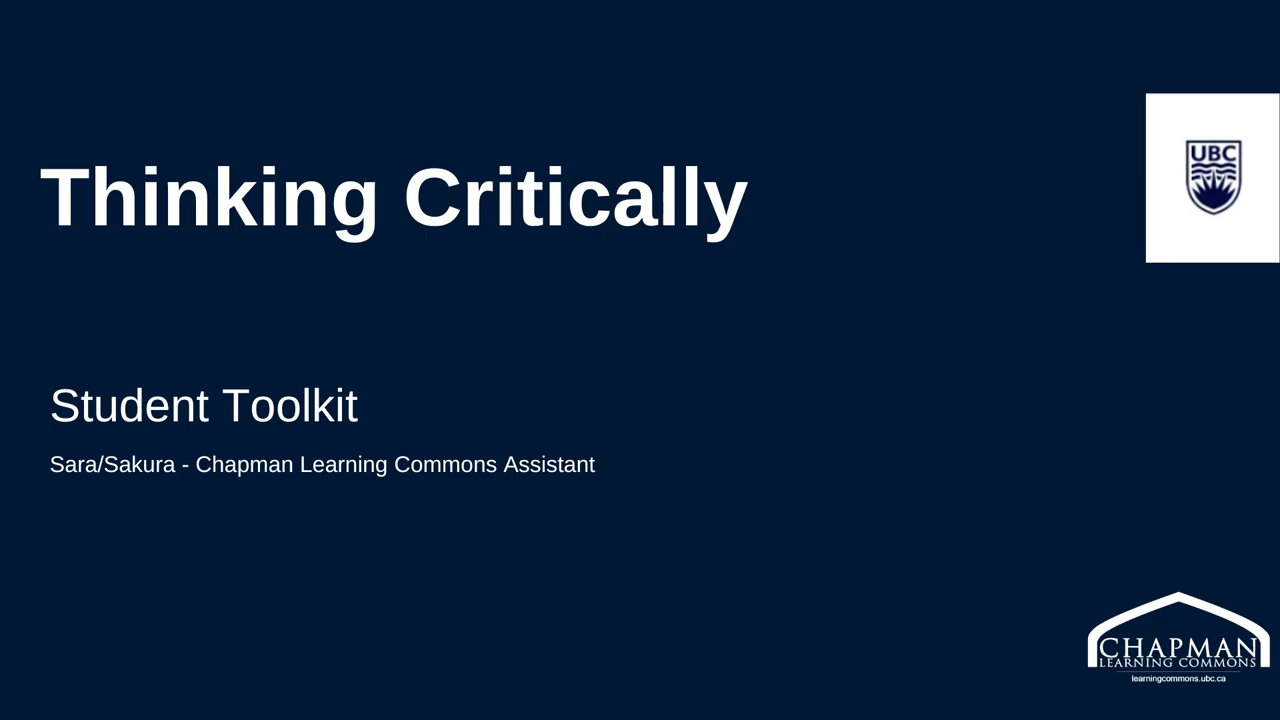 Thinking Critically
UBC
Student Toolkit
Sara/Sakura - Chapman Learning Commons Assistant
CHAPMAN
LEARNING COMMONS
learningcommons.ubc.ca